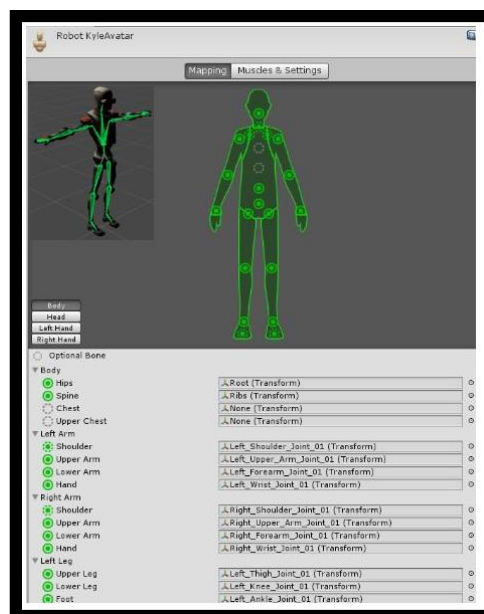 Robot KyleAvatar
Mapping Muscles & Settings
Body
Head
Left Hand
Right Hand
Optional Bone
Body
Hips Root (Transform)
Spine Ribs (Transform)
Chest None (Transform)
Upper Chest None (Transform)
Left Arm
Shoulder Left_Shoulder_Joint_01 (Transform)
Upper Arm Left_Upper_Arm_Joint_01 (Transform)
Lower Arm Left_Forearm_Joint_01 (Transform)
Hand Left_Wrist_Joint_01 (Transform)
Right Arm
Shoulder Right_Shoulder_Joint_01 (Transform)
Upper Arm Right_Upper_Arm_Joint_01 (Transform)
Lower Arm Right_Forearm_Joint_01 (Transform)
Hand Right_Wrist_Joint_01 (Transform)
Left Leg
Upper Leg Left_Thigh_Joint_01 (Transform)
Lower Leg Left_Knee_Joint_01 (Transform)
Foot Left_Ankle_Joint_01 (Transform)